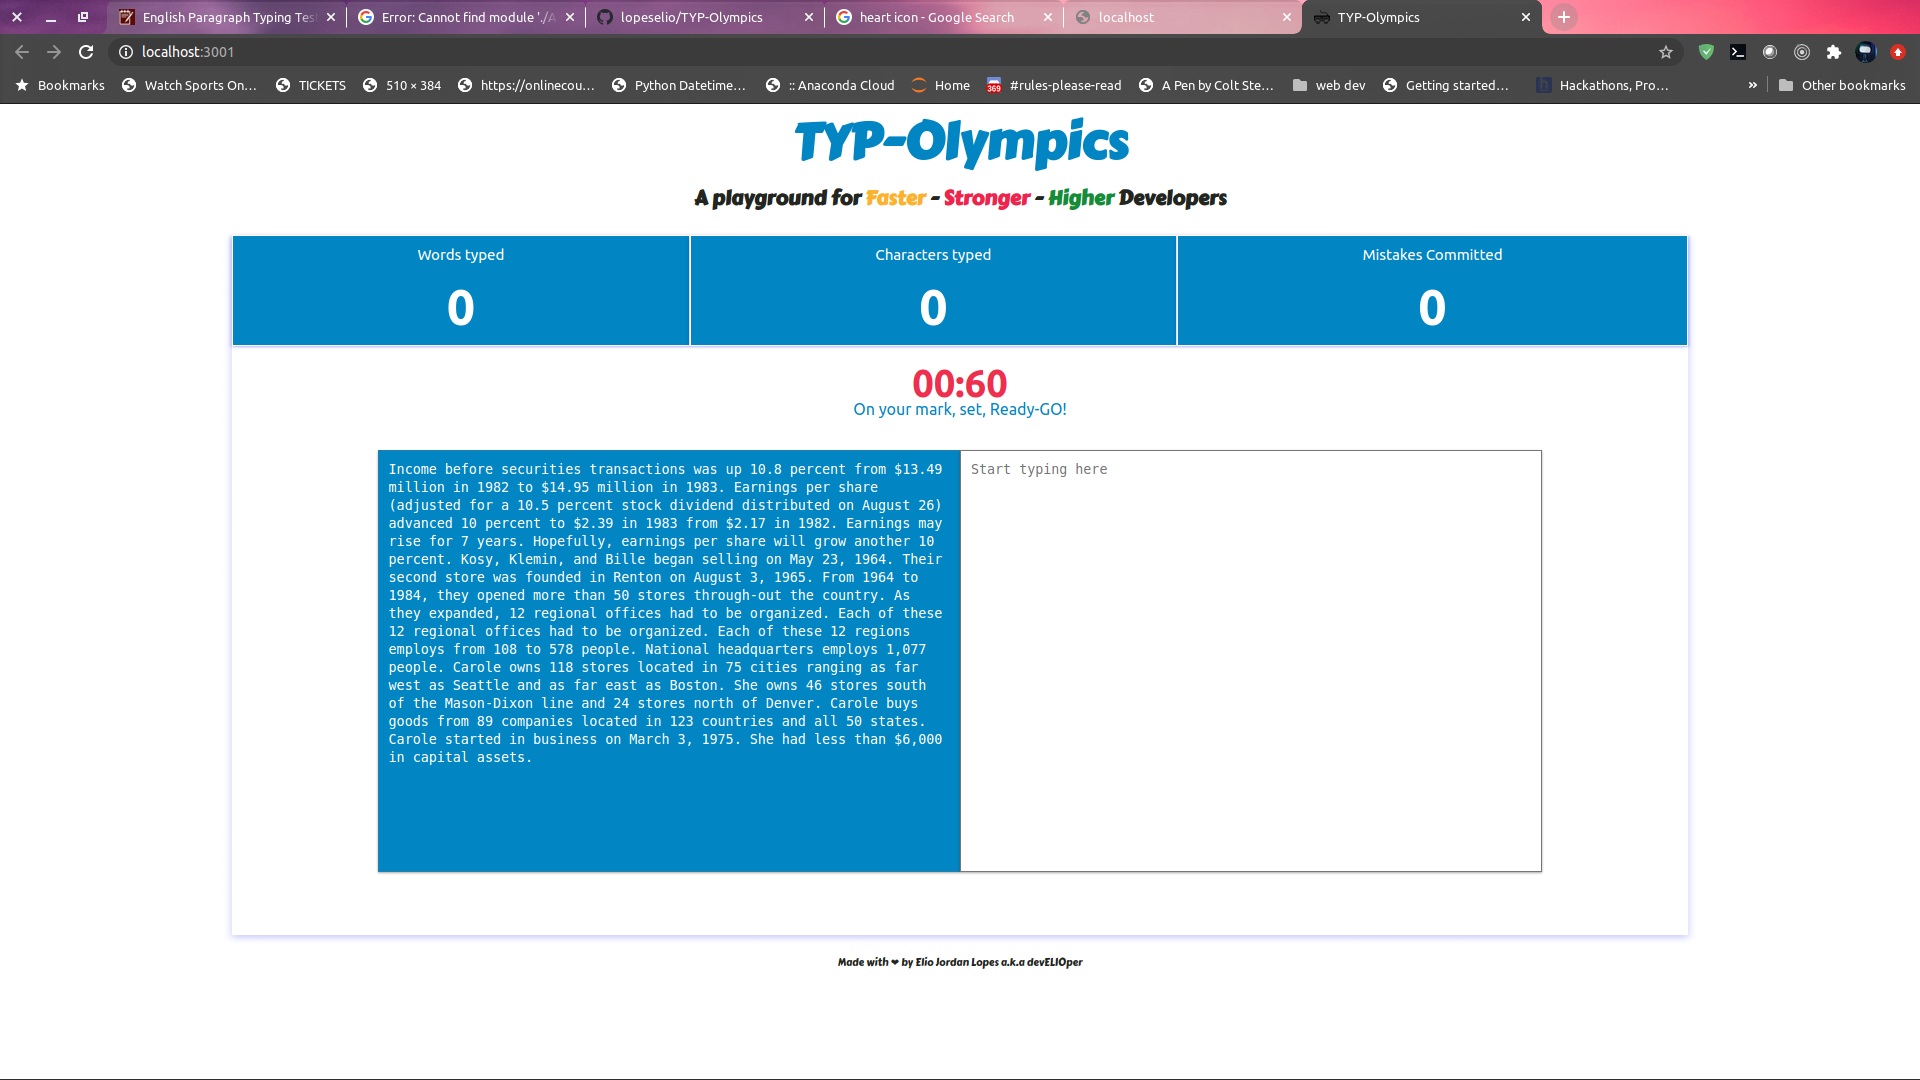 English Paragraph Typing Tes
Error: Cannot find module './A
lopeselio/TYP-Olympics
heart icon - Google Search
localhost
TYP-Olympics
localhost:3001
Bookmarks
Watch Sports On…
TICKETS
510 × 384
https://onlinecou…
Python Datetime…
:: Anaconda Cloud
Home
369
#rules-please-read
A Pen by Colt Ste…
web dev
Getting started…
h
Hackathons, Pro…
»
Other bookmarks
TYP-Olympics
A playground for Faster - Stronger - Higher Developers
Words typed
0
Characters typed
0
Mistakes Committed
0
00:60
On your mark, set, Ready-GO!
Income before securities transactions was up 10.8 percent from $13.49
million in 1982 to $14.95 million in 1983. Earnings per share
(adjusted for a 10.5 percent stock dividend distributed on August 26)
advanced 10 percent to $2.39 in 1983 from $2.17 in 1982. Earnings may
rise for 7 years. Hopefully, earnings per share will grow another 10
percent. Kosy, Klemin, and Bille began selling on May 23, 1964. Their
second store was founded in Renton on August 3, 1965. From 1964 to
1984, they opened more than 50 stores through-out the country. As
they expanded, 12 regional offices had to be organized. Each of these
12 regional offices had to be organized. Each of these 12 regions
employs from 108 to 578 people. National headquarters employs 1,077
people. Carole owns 118 stores located in 75 cities ranging as far
west as Seattle and as far east as Boston. She owns 46 stores south
of the Mason-Dixon line and 24 stores north of Denver. Carole buys
goods from 89 companies located in 123 countries and all 50 states.
Carole started in business on March 3, 1975. She had less than $6,000
in capital assets.
Start typing here
Made with ❤ by Elio Jordan Lopes a.k.a devELIOper